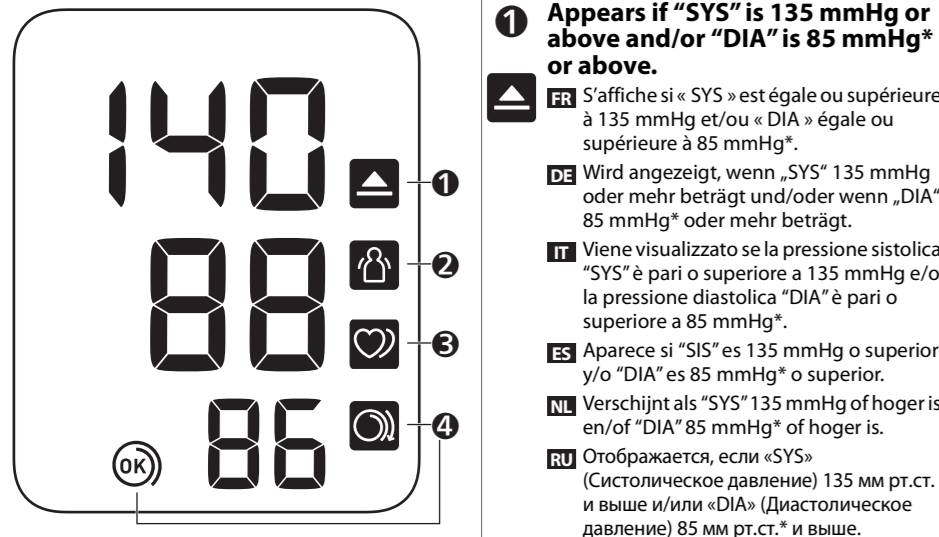 140
❶
88
❷
❸
86
❹
OK
❶
Appears if “SYS” is 135 mmHg or
above and/or “DIA” is 85 mmHg*
or above.
FR S’affiche si « SYS » est égale ou supérieure
à 135 mmHg et/ou « DIA » égale ou
supérieure à 85 mmHg*.
DE Wird angezeigt, wenn „SYS“ 135 mmHg
oder mehr beträgt und/oder wenn „DIA“
85 mmHg* oder mehr beträgt.
IT Viene visualizzato se la pressione sistolica
“SYS” è pari o superiore a 135 mmHg e/o
la pressione diastolica “DIA” è pari o
superiore a 85 mmHg*.
ES Aparece si “SIS” es 135 mmHg o superior
y/o “DIA” es 85 mmHg* o superior.
NL Verschijnt als “SYS” 135 mmHg of hoger is
en/of “DIA” 85 mmHg* of hoger is.
RU Отображается, если «SYS»
(Систолическое давление) 135 мм рт.ст.
и выше и/или «DIA» (Диастолическое
давление) 85 мм рт.ст.* и выше.